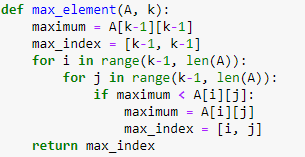 def max_element(A, k):
    maximum = A[k-1][k-1]
    max_index = [k-1, k-1]
    for i in range(k-1, len(A)):
        for j in range(k-1, len(A)):
            if maximum < A[i][j]:
                maximum = A[i][j]
                max_index = [i, j]
    return max_index